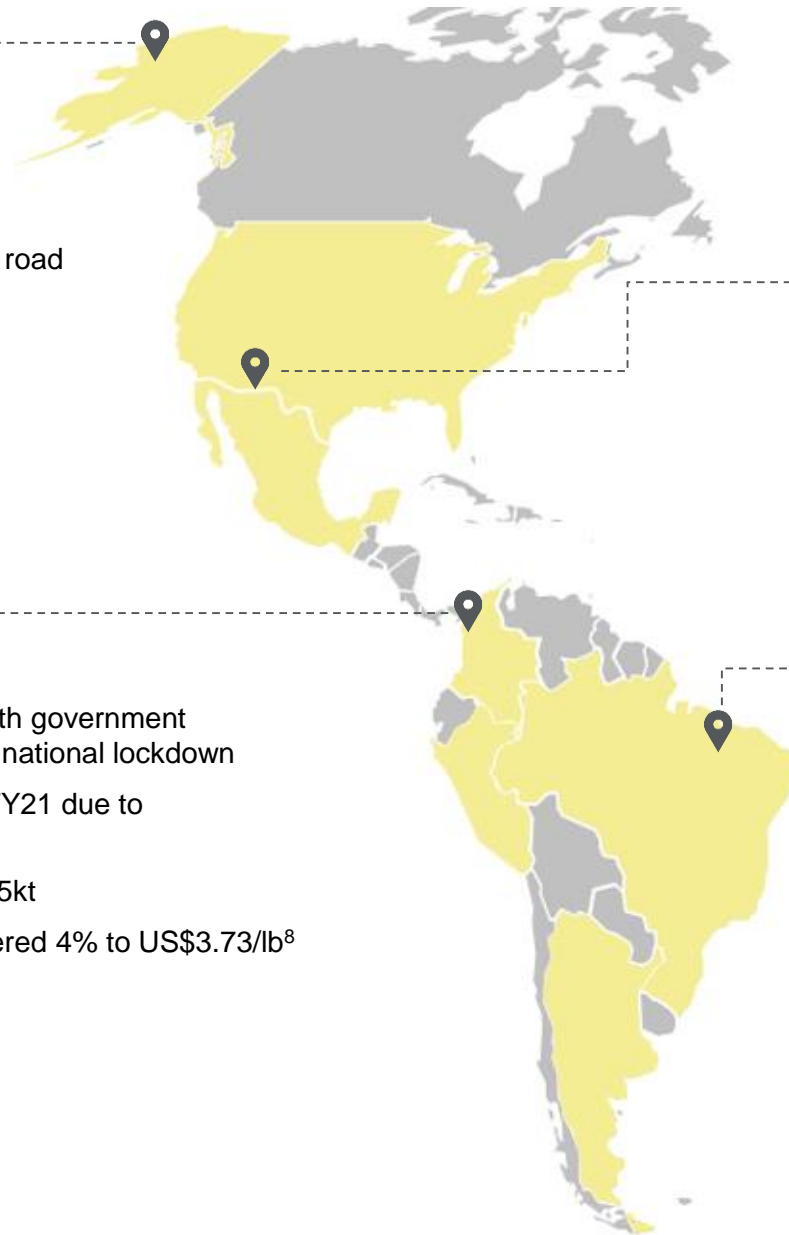 road
th government
national lockdown
Y21 due to
5kt
ered 4% to US$3.73/lb8